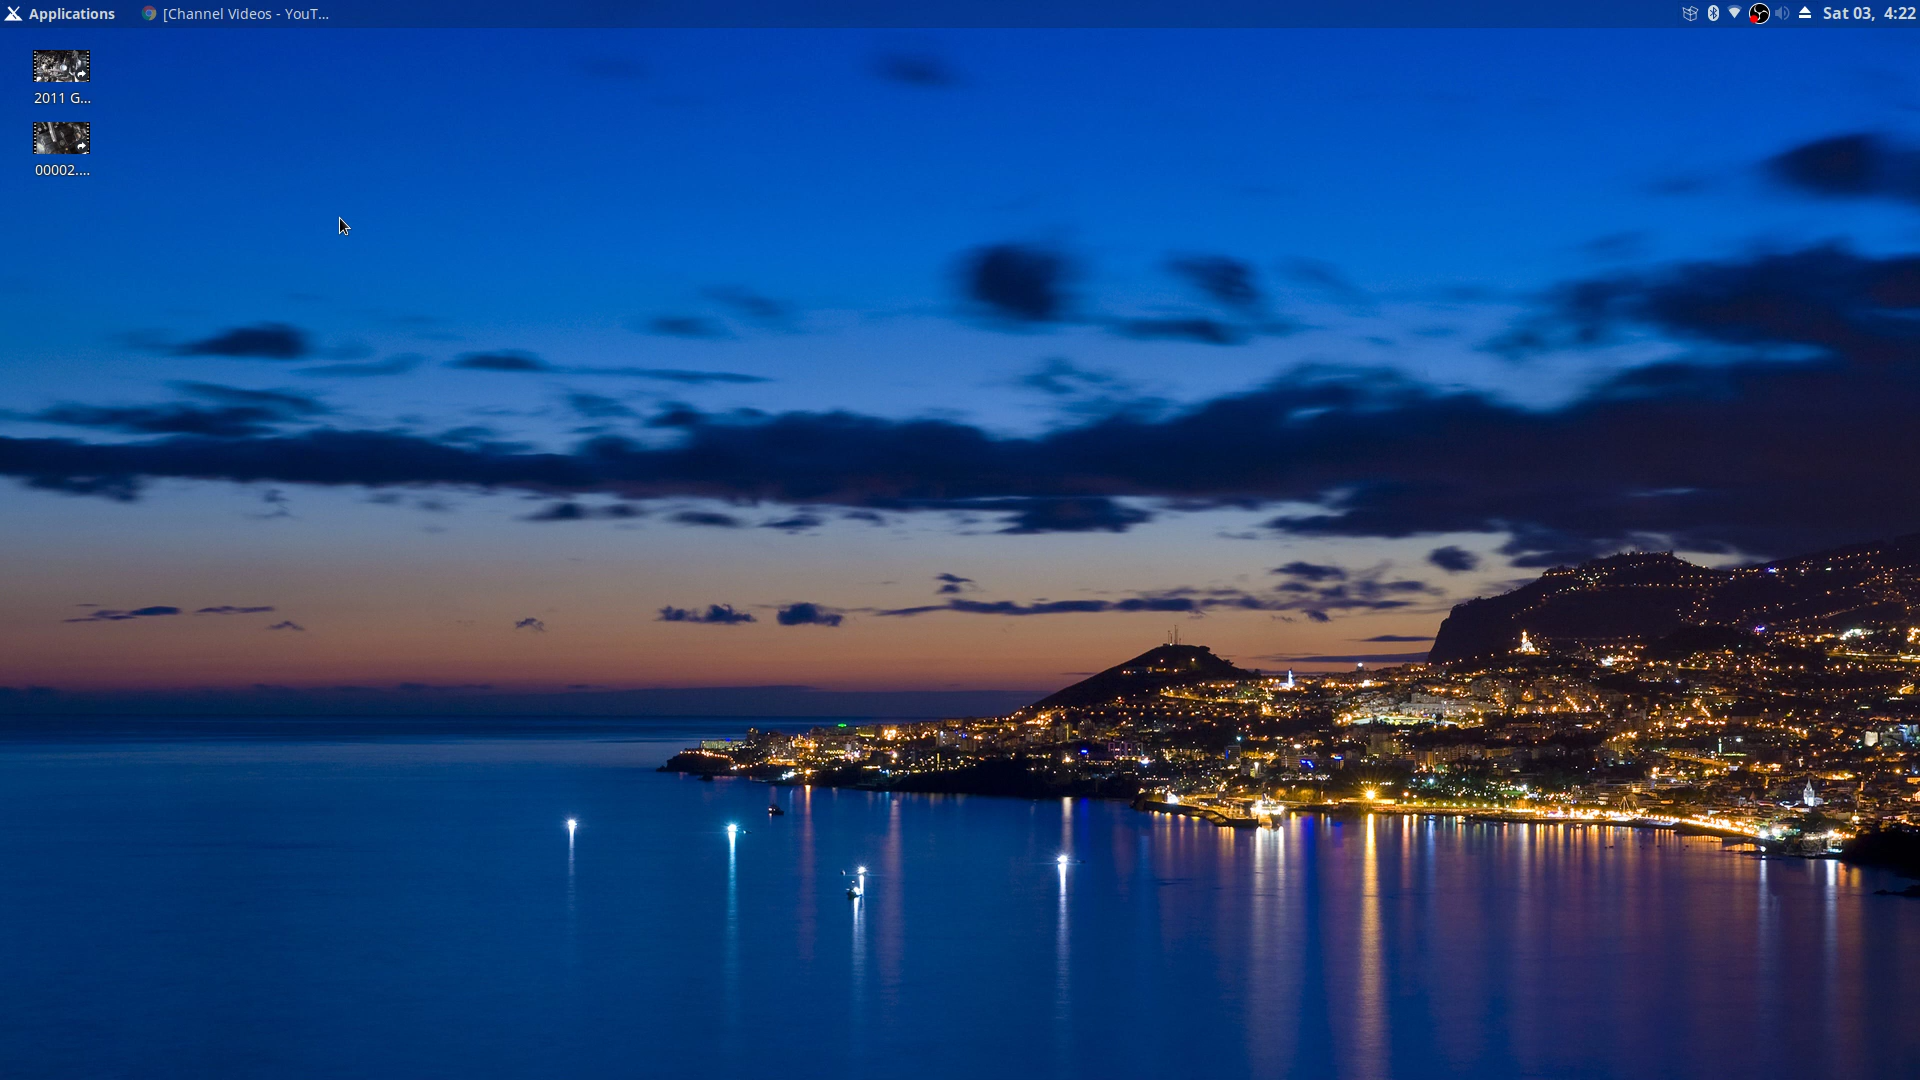 Applications [Channel Videos - YouT... Sat 03, 4:22
2011 G...
00002....